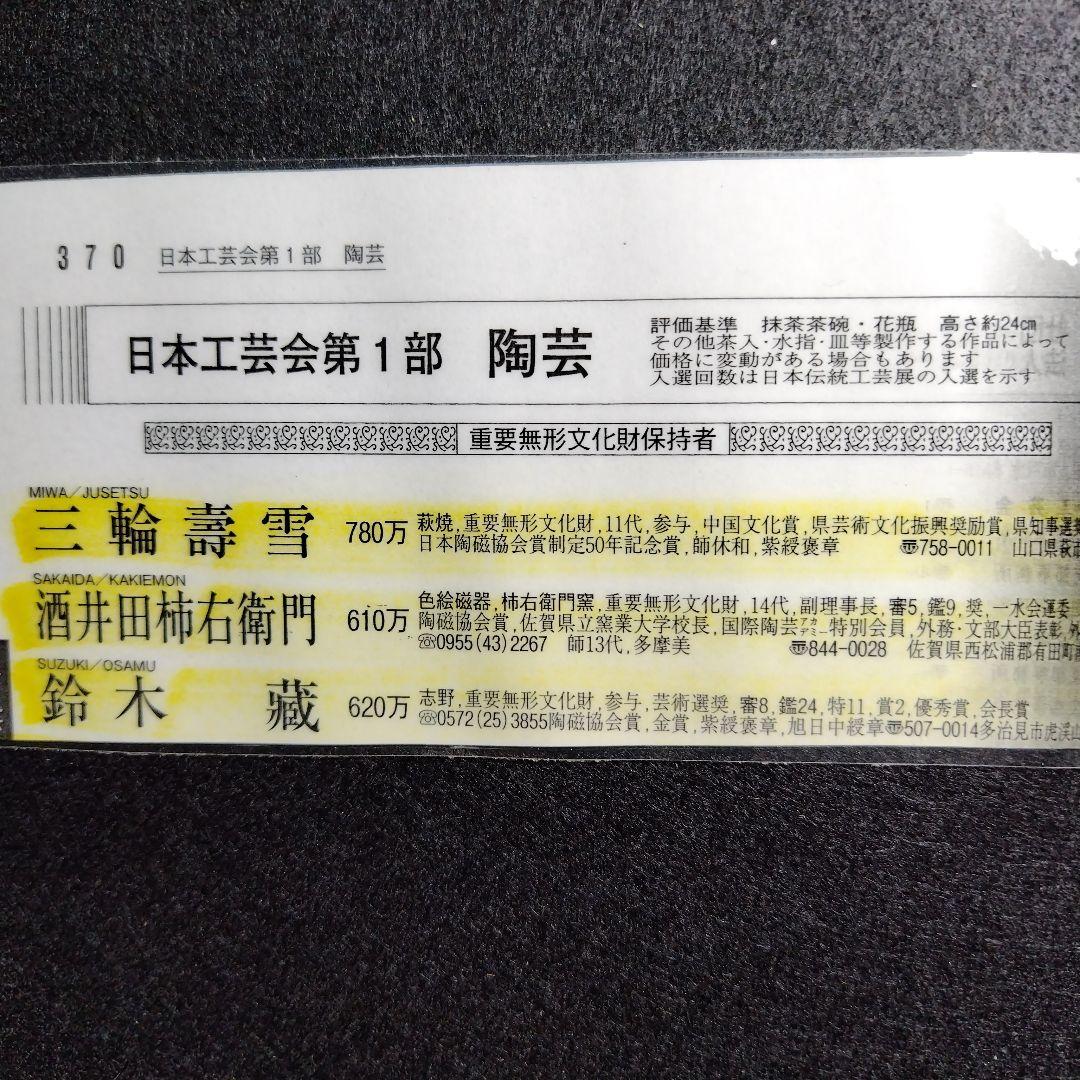 370 日本工芸会第1部 陶芸
日本工芸会第1部 陶芸
評価基準 抹茶茶碗・花瓶 高さ約24㎝
その他茶入・水指・皿等製作する作品によって
価格に変動がある場合もあります
入選回数は日本伝統工芸展の入選を示す
重要無形文化財保持者
MIWA/JUSETSU
三輪壽雪 780万 萩焼,重要無形文化財,11代,参与,中国文化賞,県芸術文化振興奨励賞,県知事選奨
日本陶磁協会賞制定50年記念賞,師休和,紫綬褒章 〠758-0011 山口県萩市
SAKAIDA/KAKIEMON
酒井田柿右衛門 610万 色絵磁器,柿右衛門窯,重要無形文化財,14代,副理事長,審5,鑑9,奨,一水会運委
陶磁協会賞,佐賀県立窯業大学校長,国際陶芸アカデミー特別会員,外務・文部大臣表彰,外
☏0955(43)2267 師13代,多摩美 〠844-0028 佐賀県西松浦郡有田町
SUZUKI/OSAMU
鈴木藏 620万 志野,重要無形文化財,参与,芸術選奨,審8,鑑24,特11,賞2,優秀賞,会長賞
☏0572(25)3855陶磁協会賞,金賞,紫綬褒章,旭日中綬章〠507-0014多治見市虎渓山